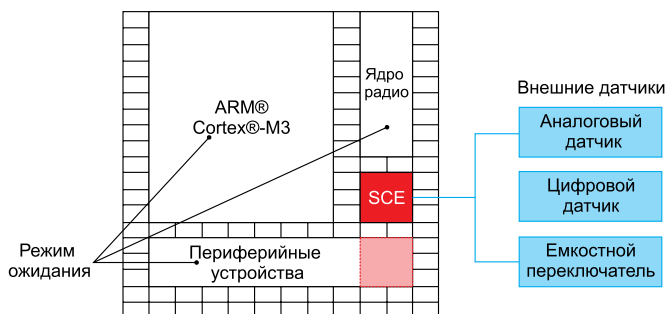 Ядро
радио
ARM®
Cortex®-M3
SCE
Режим
ожидания
Периферийные
устройства
Внешние датчики
Аналоговый
датчик
Цифровой
датчик
Емкостной
переключатель